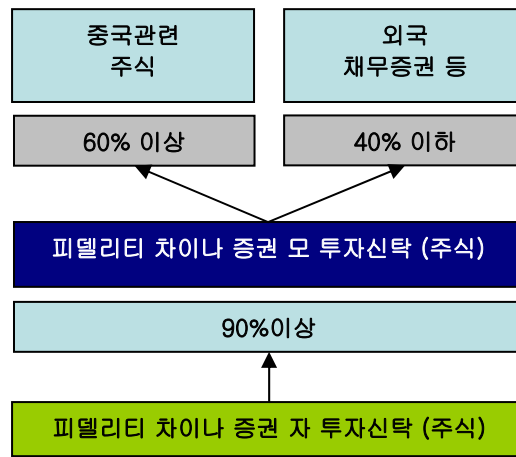 중국관련
주식
외국
채무증권 등
60% 이상
40% 이하
피델리티 차이나 증권 모 투자신탁 (주식)
90%이상
피델리티 차이나 증권 자 투자신탁 (주식)